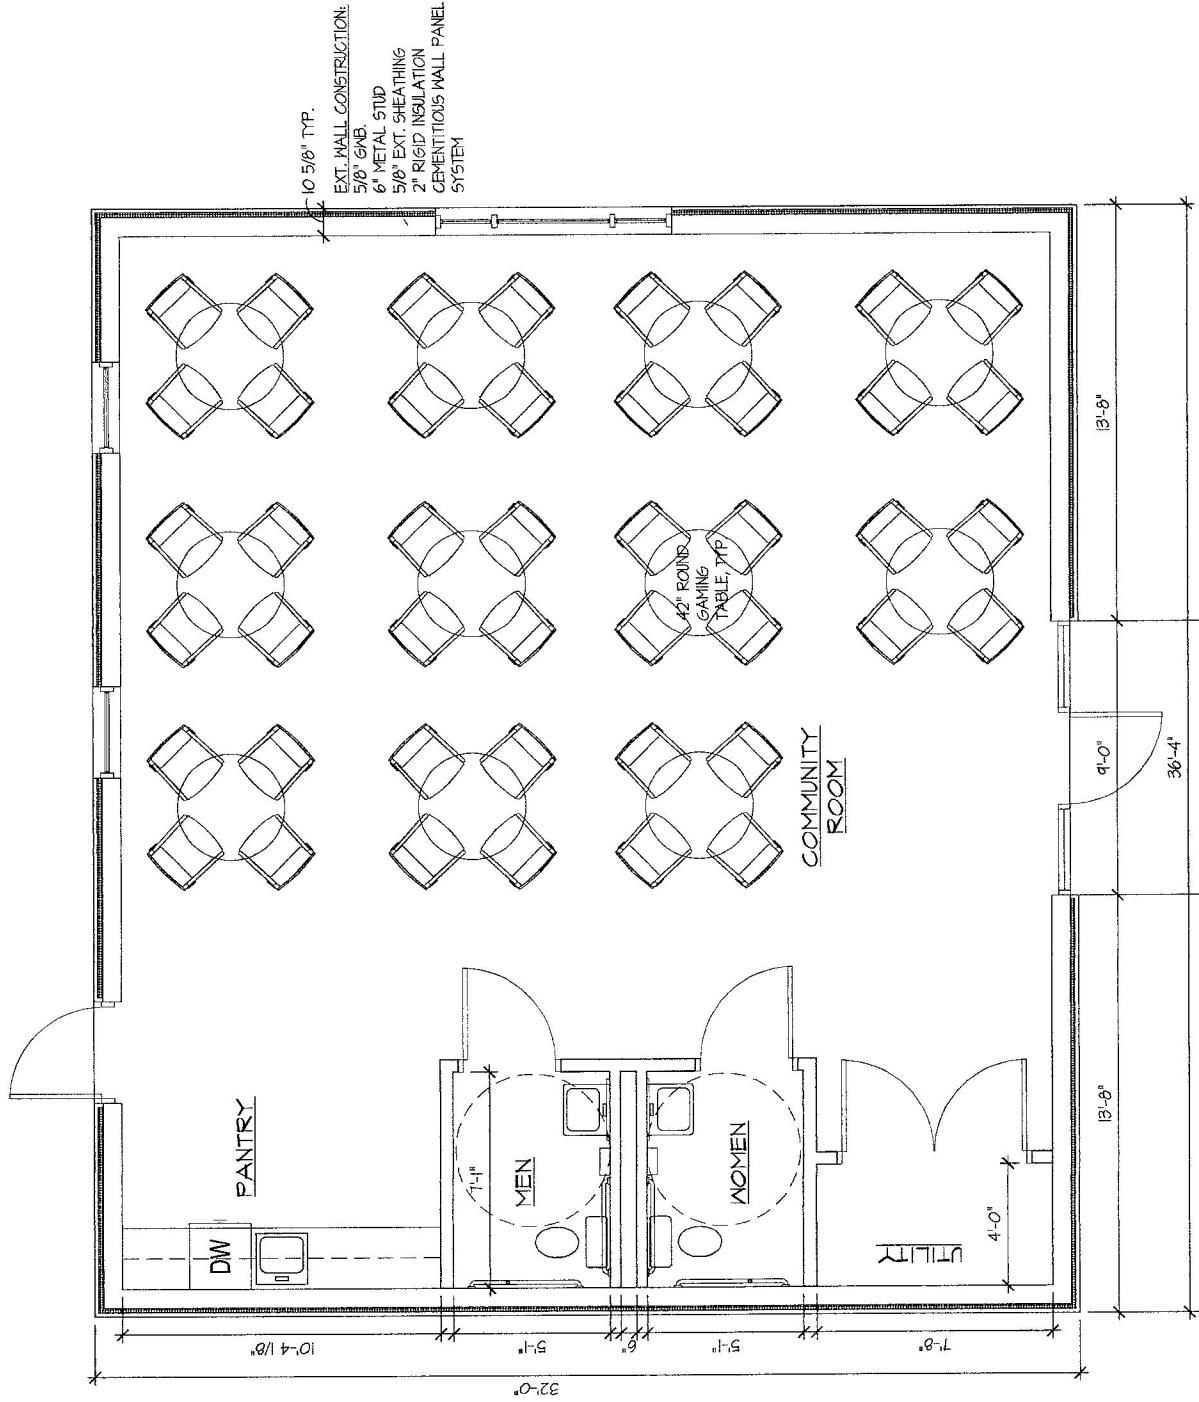 10 5/8" TYP.
EXT. WALL CONSTRUCTION:
5/8" GWB.
6" METAL STUD
5/8" EXT. SHEATHING
2" RIGID INSULATION
CEMENTITIOUS WALL PANEL
SYSTEM
42" ROUND
GAMING
TABLE, TYP
COMMUNITY
ROOM
PANTRY
DW
MEN
7'-1"
WOMEN
UTILITY
4'-0"
13'-8"
9'-0"
13'-8"
36'-4"
10'-4 1/8"
5'-1"
6"
5'-1"
7'-8"
32'-0"